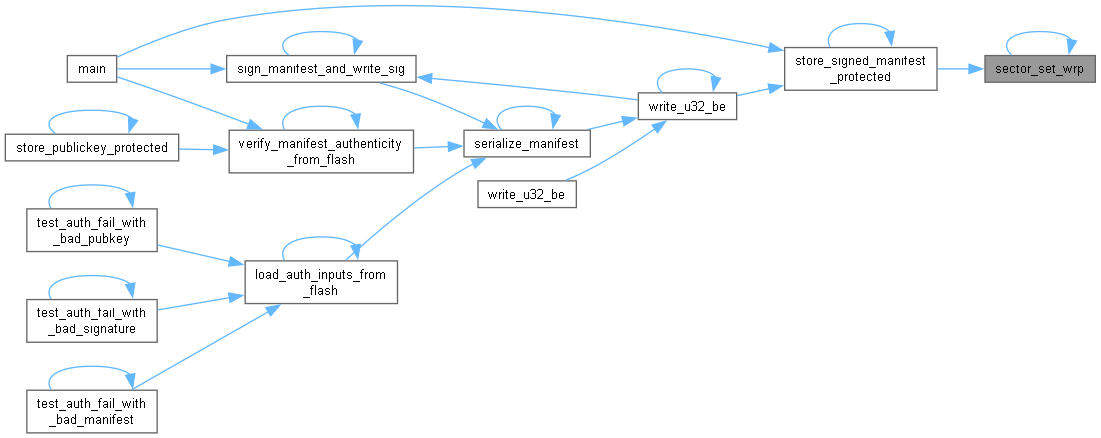 main
sign_manifest_and_write_sig
store_signed_manifest
_protected
sector_set_wrp
write_u32_be
store_publickey_protected
verify_manifest_authenticity
_from_flash
serialize_manifest
write_u32_be
test_auth_fail_with
_bad_pubkey
load_auth_inputs_from
_flash
test_auth_fail_with
_bad_signature
test_auth_fail_with
_bad_manifest